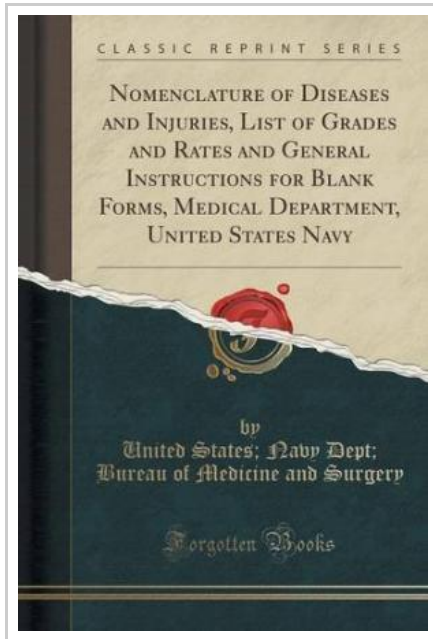 CLASSIC REPRINT SERIES
NOMENCLATURE OF DISEASES
AND INJURIES, LIST OF GRADES
AND RATES AND GENERAL
INSTRUCTIONS FOR BLANK
FORMS, MEDICAL DEPARTMENT,
UNITED STATES NAVY
by
United States; Navy Dept;
Bureau of Medicine and Surgery
Forgotten Books